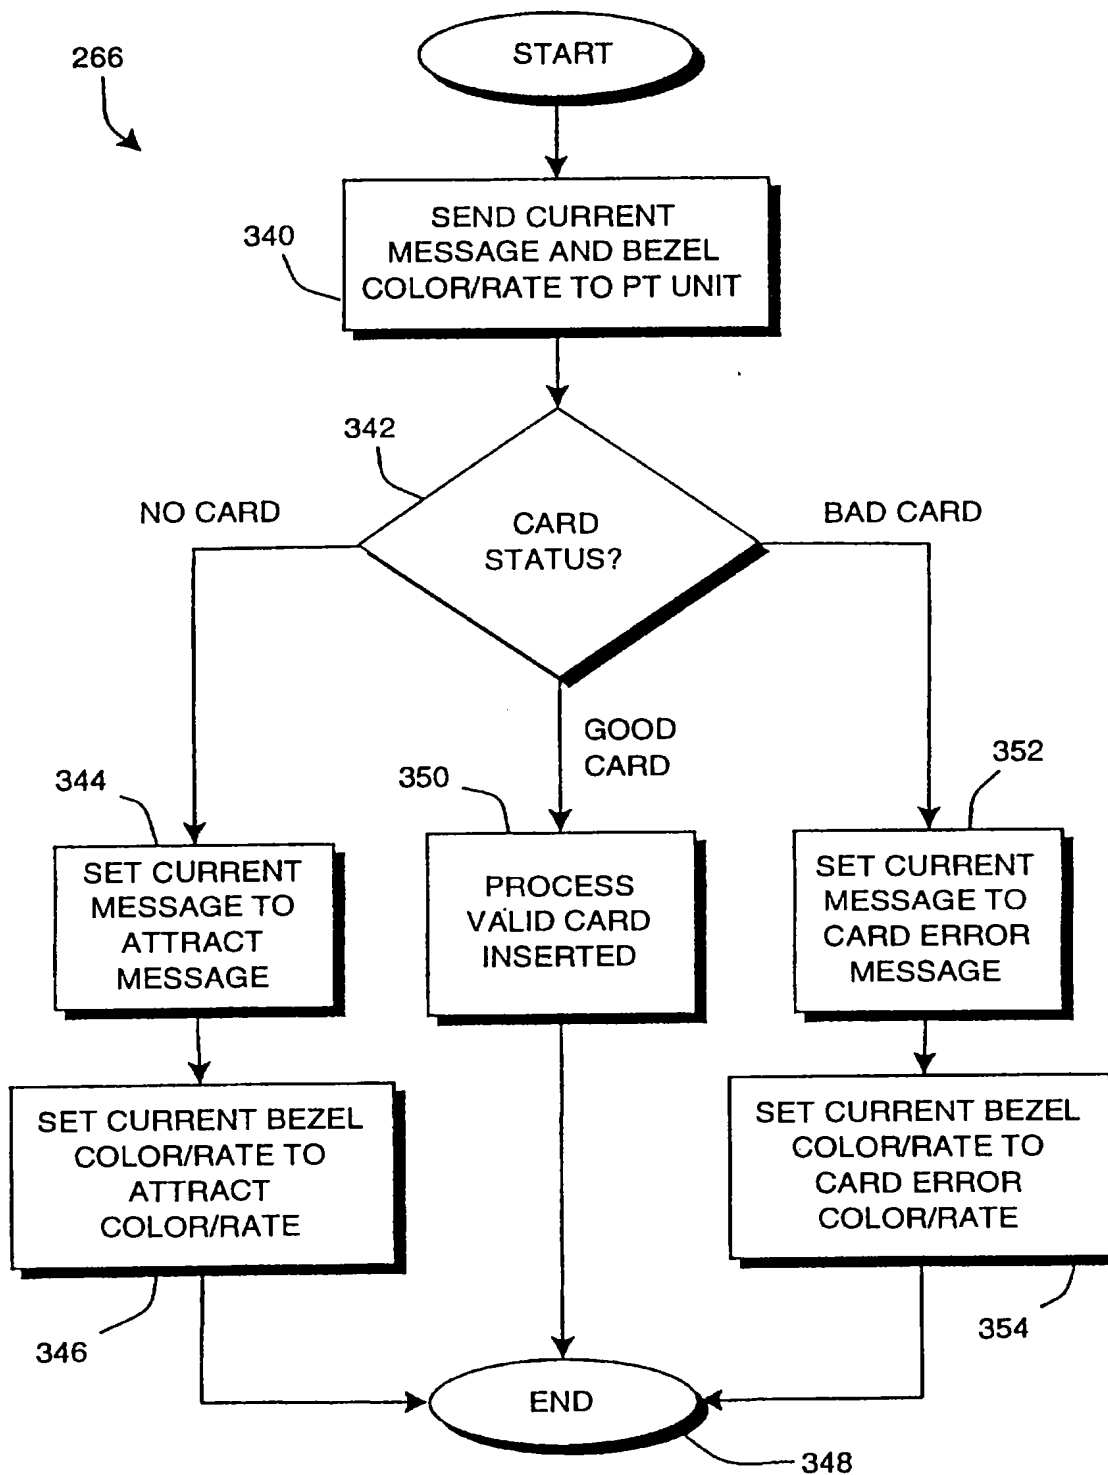 START
266
SEND CURRENT
MESSAGE AND BEZEL
COLOR/RATE TO PT UNIT
340
342
NO CARD
CARD
STATUS?
BAD CARD
GOOD
CARD
344
350
352
SET CURRENT
MESSAGE TO
ATTRACT
MESSAGE
PROCESS
VALID CARD
INSERTED
SET CURRENT
MESSAGE TO
CARD ERROR
MESSAGE
SET CURRENT BEZEL
COLOR/RATE TO
ATTRACT
COLOR/RATE
SET CURRENT BEZEL
COLOR/RATE TO
CARD ERROR
COLOR/RATE
346
354
END
348